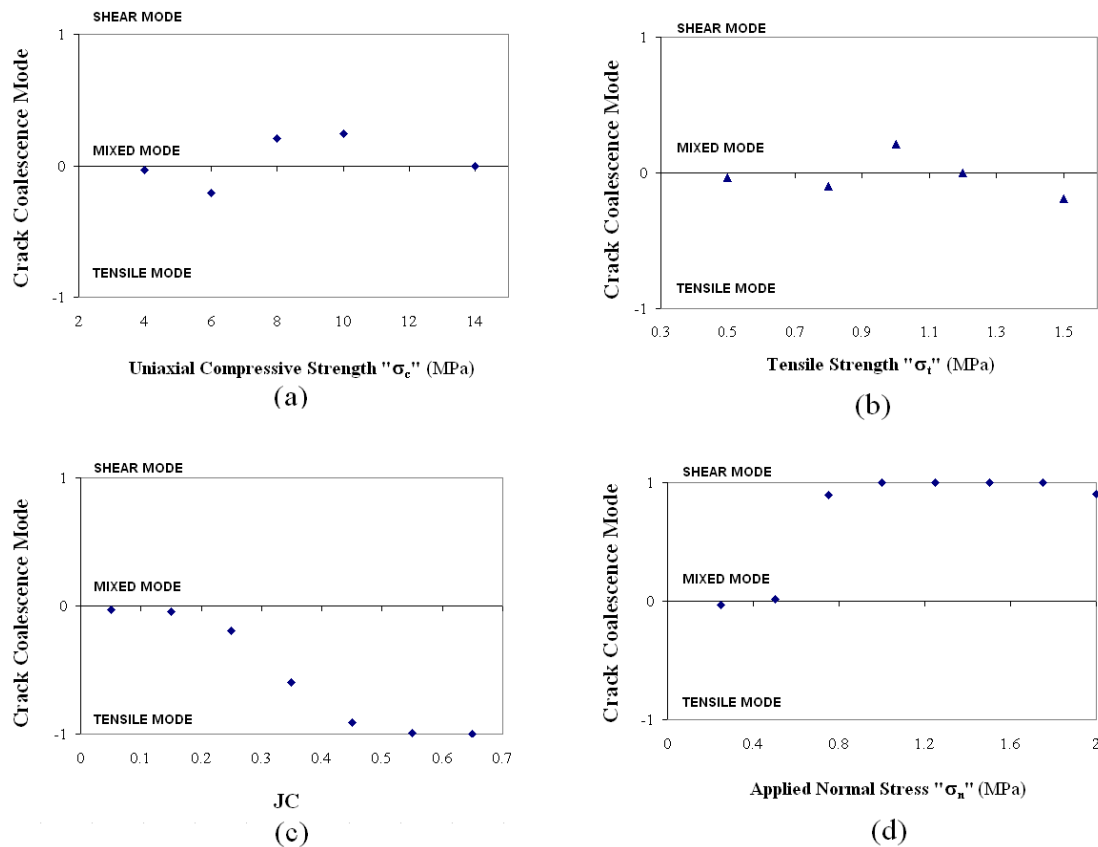 SHEAR MODE
1
MIXED MODE
0
TENSILE MODE
-1
2 4 6 8 10 12 14
Crack Coalescence Mode
Uniaxial Compressive Strength "σc" (MPa)
(a)
SHEAR MODE
1
MIXED MODE
0
TENSILE MODE
-1
0.3 0.5 0.7 0.9 1.1 1.3 1.5
Crack Coalescence Mode
Tensile Strength "σt" (MPa)
(b)
SHEAR MODE
1
MIXED MODE
0
TENSILE MODE
-1
0 0.1 0.2 0.3 0.4 0.5 0.6 0.7
Crack Coalescence Mode
JC
(c)
SHEAR MODE
1
MIXED MODE
0
TENSILE MODE
-1
0 0.4 0.8 1.2 1.6 2
Crack Coalescence Mode
Applied Normal Stress "σn" (MPa)
(d)